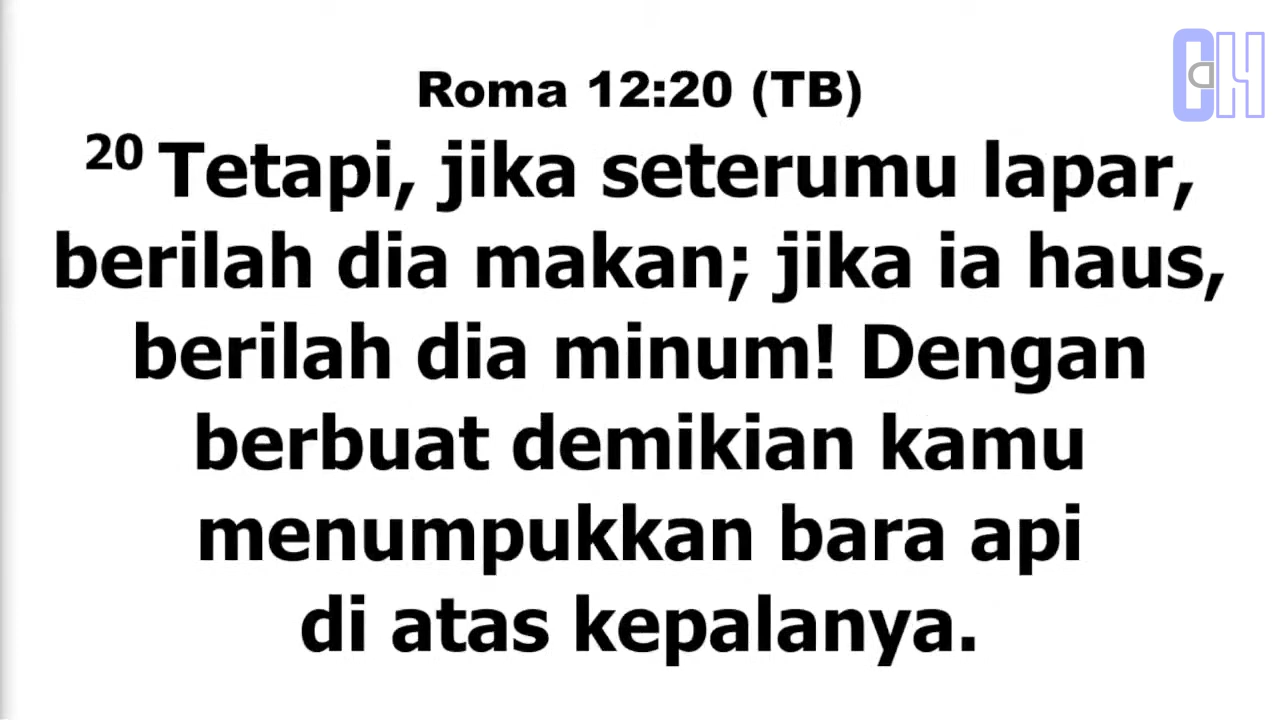 Roma 12:20 (TB)
20 Tetapi, jika seterumu lapar,
berilah dia makan; jika ia haus,
berilah dia minum! Dengan
berbuat demikian kamu
menumpukkan bara api
di atas kepalanya.